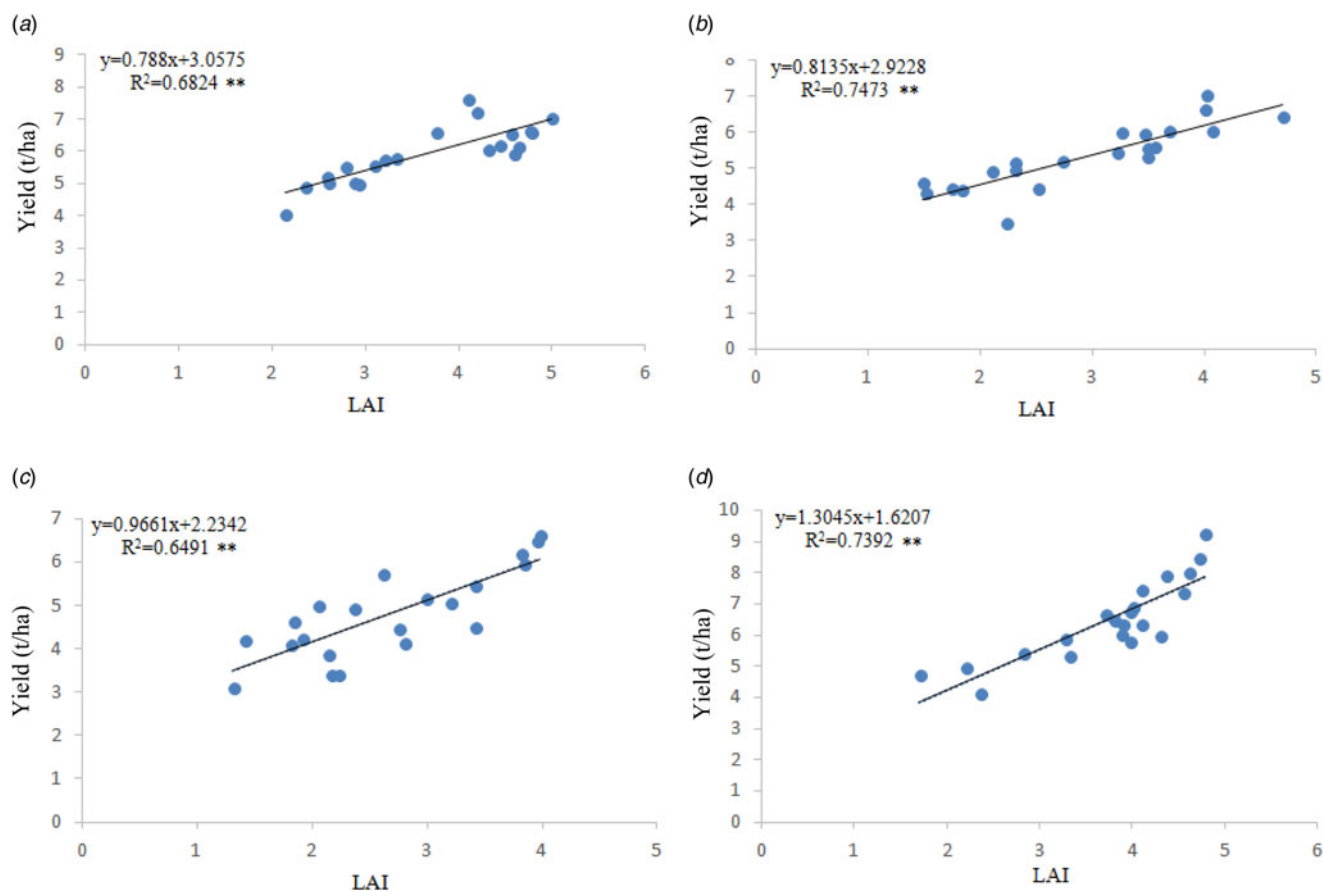 (a)
y=0.788x+3.0575
R²=0.6824 **
Yield (t/ha)
9
8
7
6
5
4
3
2
1
0
0 1 2 3 4 5 6
LAI
(b)
y=0.8135x+2.9228
R²=0.7473 **
Yield (t/ha)
7
6
5
4
3
2
1
0
0 1 2 3 4 5
LAI
(c)
y=0.9661x+2.2342
R²=0.6491 **
Yield (t/ha)
7
6
5
4
3
2
1
0
0 1 2 3 4 5
LAI
(d)
y=1.3045x+1.6207
R²=0.7392 **
Yield (t/ha)
10
9
8
7
6
5
4
3
2
1
0
0 1 2 3 4 5 6
LAI